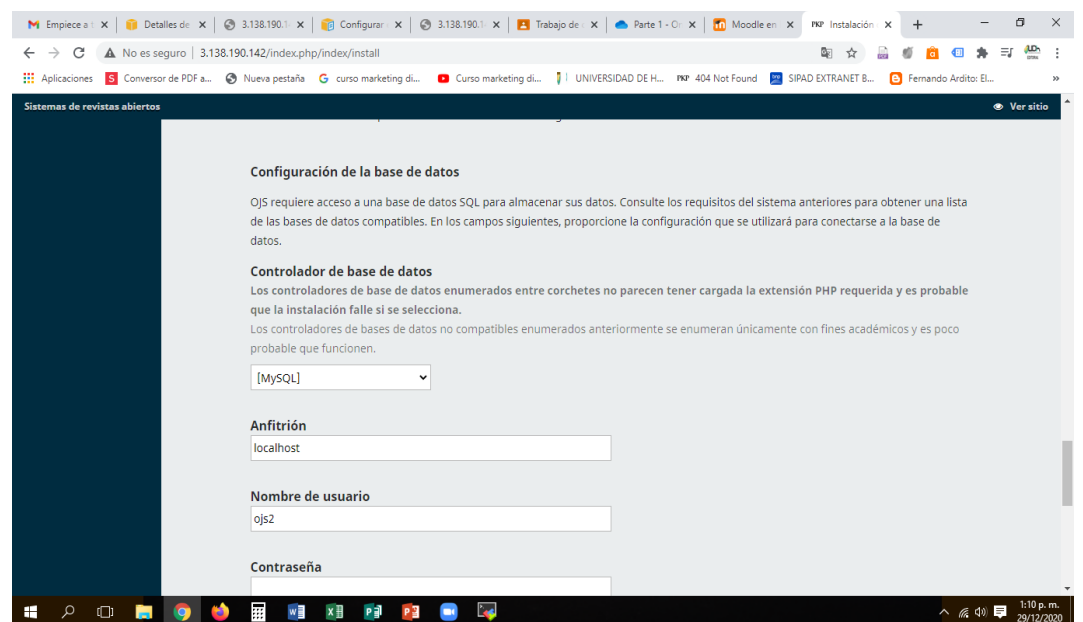 Empiece a
Detalles de
3.138.190.1
Configurar
3.138.190.1
Trabajo de
Parte 1 - O
Moodle en
PKP Instalación
No es seguro | 3.138.190.142/index.php/index/install
Aplicaciones
S Conversor de PDF a...
Nueva pestaña
G curso marketing di...
Curso marketing di...
UNIVERSIDAD DE H...
PKP 404 Not Found
SIPAD EXTRANET B...
Fernando Ardito: El...
»
Sistemas de revistas abiertos
Ver sitio
Configuración de la base de datos
OJS requiere acceso a una base de datos SQL para almacenar sus datos. Consulte los requisitos del sistema anteriores para obtener una lista
de las bases de datos compatibles. En los campos siguientes, proporcione la configuración que se utilizará para conectarse a la base de
datos.
Controlador de base de datos
Los controladores de base de datos enumerados entre corchetes no parecen tener cargada la extensión PHP requerida y es probable
que la instalación falle si se selecciona.
Los controladores de bases de datos no compatibles enumerados anteriormente se enumeran únicamente con fines académicos y es poco
probable que funcionen.
[MySQL]
Anfitrión
localhost
Nombre de usuario
ojs2
Contraseña
1:10 p. m.
29/12/2020